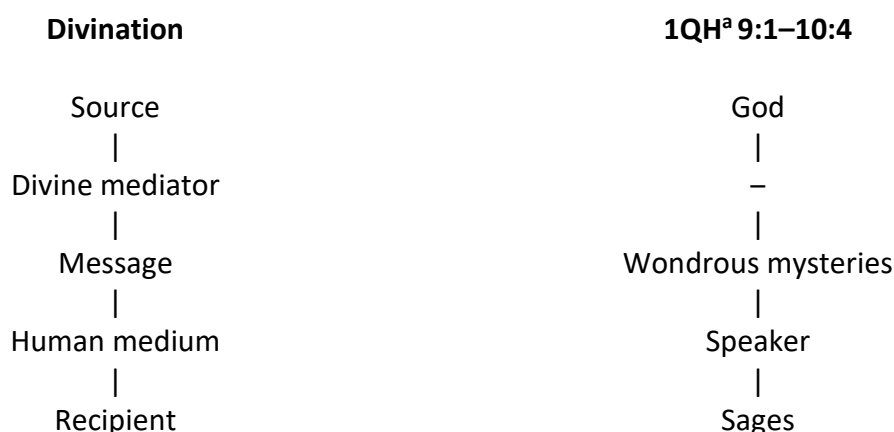 Divination 1QHᵃ 9:1–10:4
Source God
| |
Divine mediator –
| |
Message Wondrous mysteries
| |
Human medium Speaker
| |
Recipient Sages